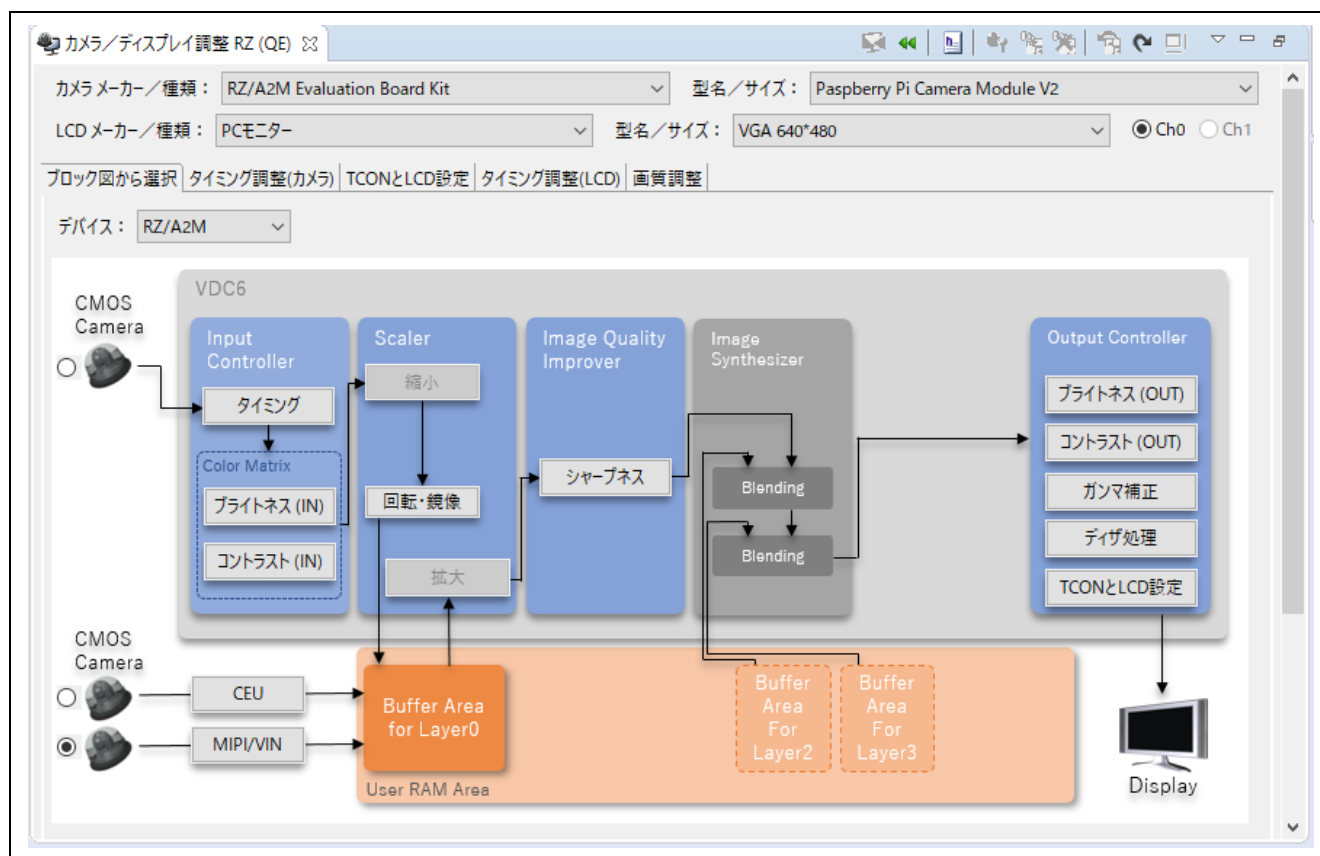 カメラ／ディスプレイ調整 RZ (QE)
カメラ メーカー／種類： RZ/A2M Evaluation Board Kit 型名／サイズ： Paspberry Pi Camera Module V2
LCD メーカー／種類： PCモニター 型名／サイズ： VGA 640*480 Ch0 Ch1
ブロック図から選択 タイミング調整(カメラ) TCONとLCD設定 タイミング調整(LCD) 画質調整
デバイス： RZ/A2M
VDC6
CMOS
Camera
Input
Controller
タイミング
Color Matrix
ブライトネス (IN)
コントラスト (IN)
Scaler
縮小
回転・鏡像
拡大
Image Quality
Improver
シャープネス
Image
Synthesizer
Blending
Blending
Output Controller
ブライトネス (OUT)
コントラスト (OUT)
ガンマ補正
ディザ処理
TCONとLCD設定
CMOS
Camera
CEU
MIPI/VIN
Buffer Area
for Layer0
User RAM Area
Buffer
Area
For
Layer2
Buffer
Area
For
Layer3
Display